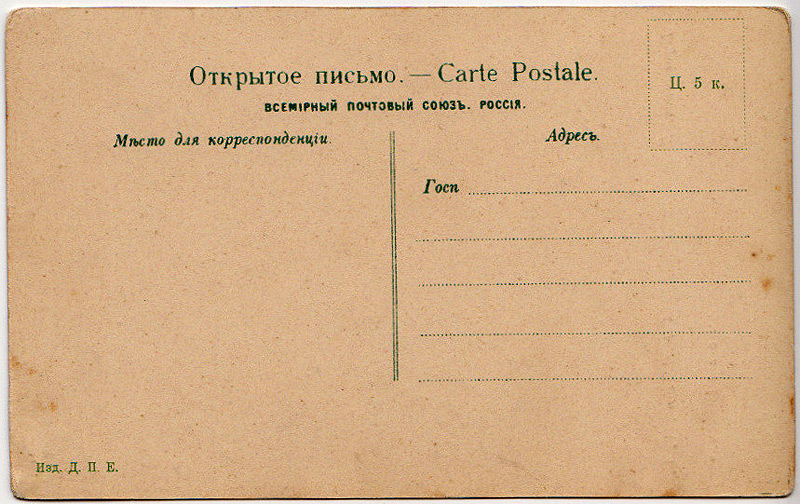 Открытое письмо. — Carte Postale.
Ц. 5 к.
ВСЕМІРНЫЙ ПОЧТОВЫЙ СОЮЗЪ. РОССІЯ.
Мѣсто для корреспонденціи.
Адресъ.
Госп
Изд. Д. П. Е.